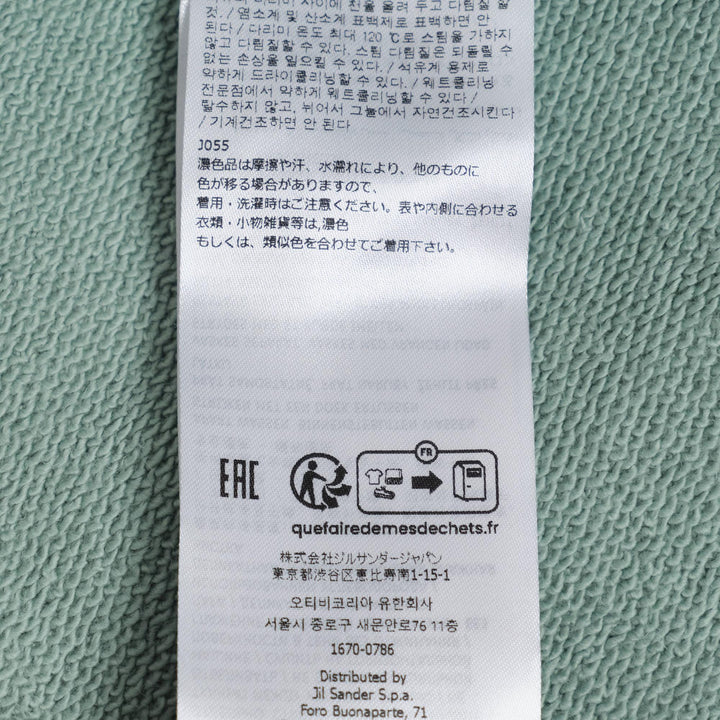 것. / 염소계 및 산소계 표백제로 표백하면 안
된다 / 다리미 온도 최대 120 ℃로 스팀을 가하지
않고 다림질할 수 있다. 스팀 다림질은 되돌릴 수
없는 손상을 일으킬 수 있다. / 석유계 용제로
약하게 드라이클리닝할 수 있다. / 웨트클리닝
전문점에서 약하게 웨트클리닝할 수 있다 /
탈수하지 않고, 뉘어서 그늘에서 자연건조시킨다
/ 기계건조하면 안 된다
J055
濃色品は摩擦や汗、水濡れにより、他のものに
色が移る場合がありますので、
着用・洗濯時はご注意ください。表や内側に合わせる
衣類・小物雑貨等は,濃色
もしくは、類似色を合わせてご着用下さい。
EAC
FR
quefairedemesdechets.fr
株式会社ジルサンダージャパン
東京都渋谷区恵比寿南1-15-1
오티비코리아 유한회사
서울시 중로구 새문안로76 11층
1670-0786
Distributed by
Jil Sander S.p.a.
Foro Buonaparte, 71